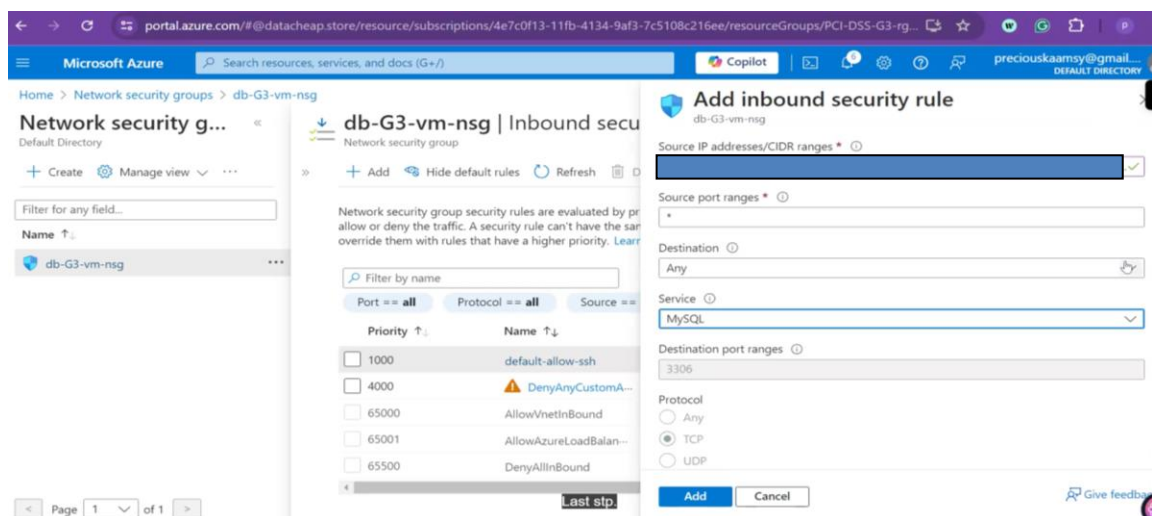 portal.azure.com/#@datacheap.store/resource/subscriptions/4e7c0f13-11fb-4134-9af3-7c5108c216ee/resourceGroups/PCI-DSS-G3-rg...
Microsoft Azure
Search resources, services, and docs (G+/)
Copilot
preciouskaamsy@gmail....
DEFAULT DIRECTORY
Home > Network security groups > db-G3-vm-nsg
Network security g...
Default Directory
+ Create
Manage view
...
Filter for any field...
Name ↑↓
db-G3-vm-nsg
...
< Page 1 of 1 >
db-G3-vm-nsg | Inbound secu
Network security group
+ Add
Hide default rules
Refresh
D
Network security group security rules are evaluated by pr
allow or deny the traffic. A security rule can't have the sar
override them with rules that have a higher priority. Lear
Filter by name
Port == all
Protocol == all
Source ==
Priority ↑↓ Name ↑↓
1000 default-allow-ssh
4000 DenyAnyCustomA...
65000 AllowVnetInBound
65001 AllowAzureLoadBalan...
65500 DenyAllInBound
Last stp.
Add inbound security rule
db-G3-vm-nsg
Source IP addresses/CIDR ranges *
Source port ranges *
*
Destination
Any
Service
MySQL
Destination port ranges
3306
Protocol
Any
TCP
UDP
Add
Cancel
Give feedba